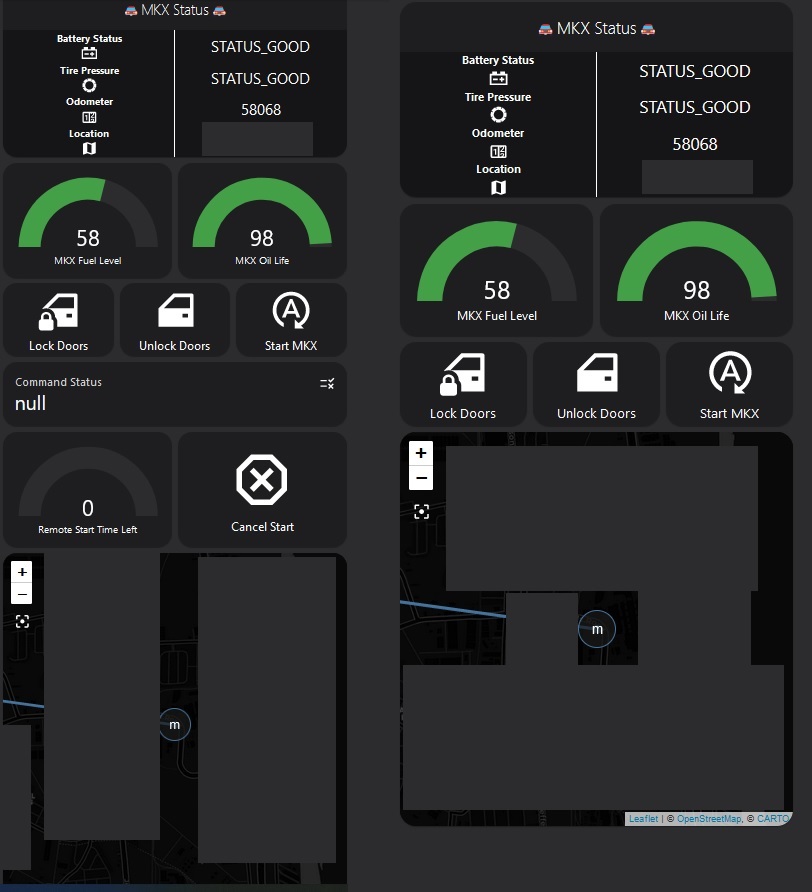 MKX Status
Battery Status
STATUS_GOOD
Tire Pressure
STATUS_GOOD
Odometer
58068
Location
58
MKX Fuel Level
98
MKX Oil Life
Lock Doors
Unlock Doors
A
Start MKX
Command Status
null
0
Remote Start Time Left
Cancel Start
+
−
m
MKX Status
Battery Status
STATUS_GOOD
Tire Pressure
STATUS_GOOD
Odometer
58068
Location
58
MKX Fuel Level
98
MKX Oil Life
Lock Doors
Unlock Doors
A
Start MKX
+
−
m
Leaflet | © OpenStreetMap, © CARTO